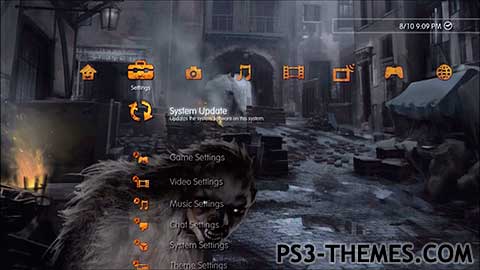 8/10 9:09 PM
Settings
System Update
Updates the system software on this system.
Game Settings
Video Settings
Music Settings
Chat Settings
System Settings
Theme Settings
PS3-THEMES.COM